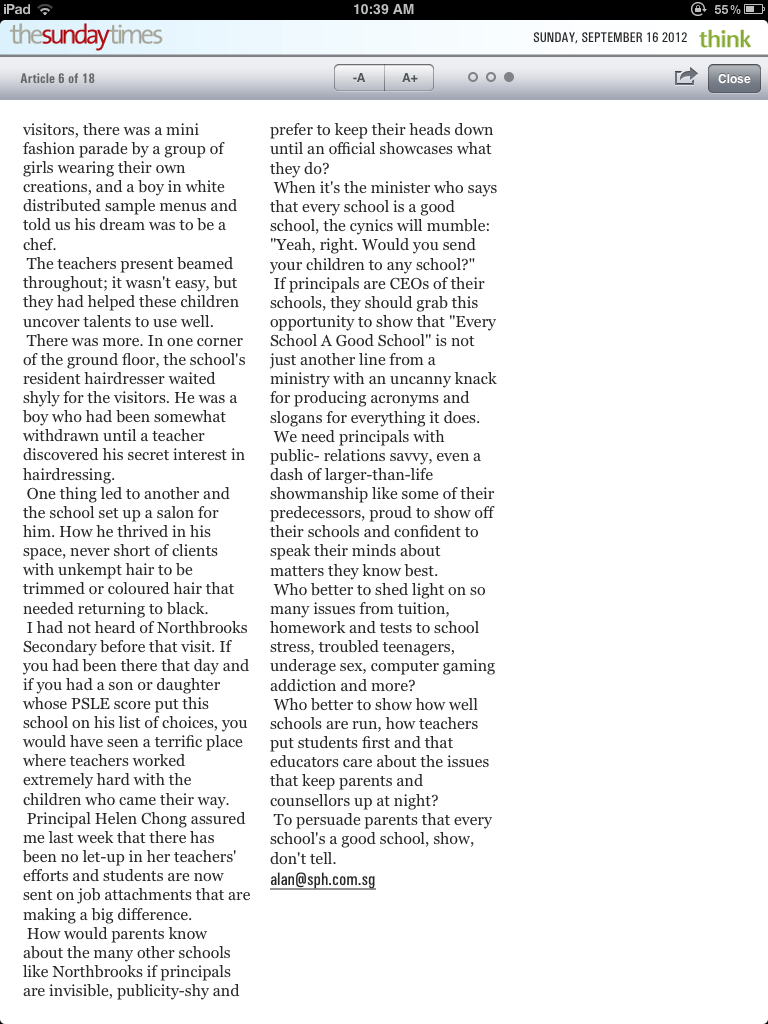 iPad 10:39 AM 55%
thesundaytimes SUNDAY, SEPTEMBER 16 2012 think
Article 6 of 18 -A A+ Close
visitors, there was a mini
fashion parade by a group of
girls wearing their own
creations, and a boy in white
distributed sample menus and
told us his dream was to be a
chef.
The teachers present beamed
throughout; it wasn't easy, but
they had helped these children
uncover talents to use well.
There was more. In one corner
of the ground floor, the school's
resident hairdresser waited
shyly for the visitors. He was a
boy who had been somewhat
withdrawn until a teacher
discovered his secret interest in
hairdressing.
One thing led to another and
the school set up a salon for
him. How he thrived in his
space, never short of clients
with unkempt hair to be
trimmed or coloured hair that
needed returning to black.
I had not heard of Northbrooks
Secondary before that visit. If
you had been there that day and
if you had a son or daughter
whose PSLE score put this
school on his list of choices, you
would have seen a terrific place
where teachers worked
extremely hard with the
children who came their way.
Principal Helen Chong assured
me last week that there has
been no let-up in her teachers'
efforts and students are now
sent on job attachments that are
making a big difference.
How would parents know
about the many other schools
like Northbrooks if principals
are invisible, publicity-shy and
prefer to keep their heads down
until an official showcases what
they do?
When it's the minister who says
that every school is a good
school, the cynics will mumble:
"Yeah, right. Would you send
your children to any school?"
If principals are CEOs of their
schools, they should grab this
opportunity to show that "Every
School A Good School" is not
just another line from a
ministry with an uncanny knack
for producing acronyms and
slogans for everything it does.
We need principals with
public- relations savvy, even a
dash of larger-than-life
showmanship like some of their
predecessors, proud to show off
their schools and confident to
speak their minds about
matters they know best.
Who better to shed light on so
many issues from tuition,
homework and tests to school
stress, troubled teenagers,
underage sex, computer gaming
addiction and more?
Who better to show how well
schools are run, how teachers
put students first and that
educators care about the issues
that keep parents and
counsellors up at night?
To persuade parents that every
school's a good school, show,
don't tell.
alan@sph.com.sg